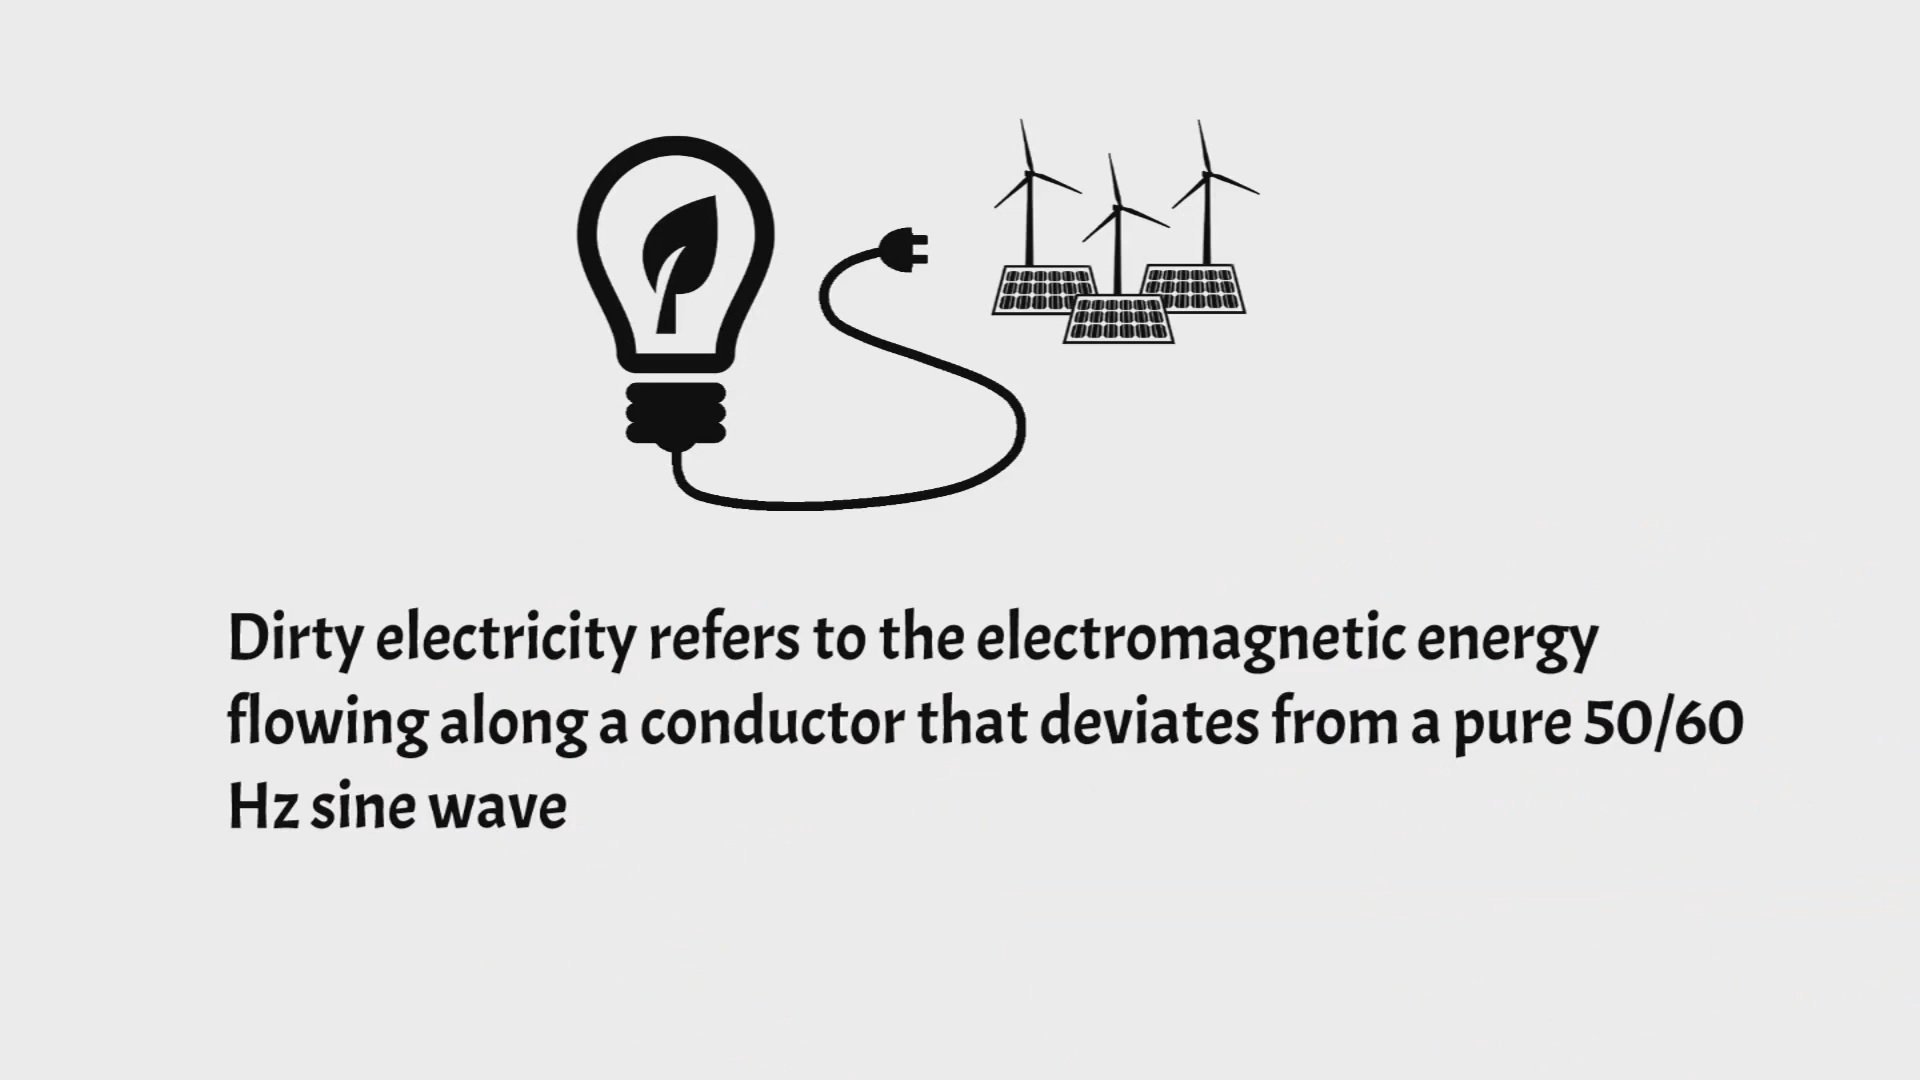 Dirty electricity refers to the electromagnetic energy
flowing along a conductor that deviates from a pure 50/60
Hz sine wave